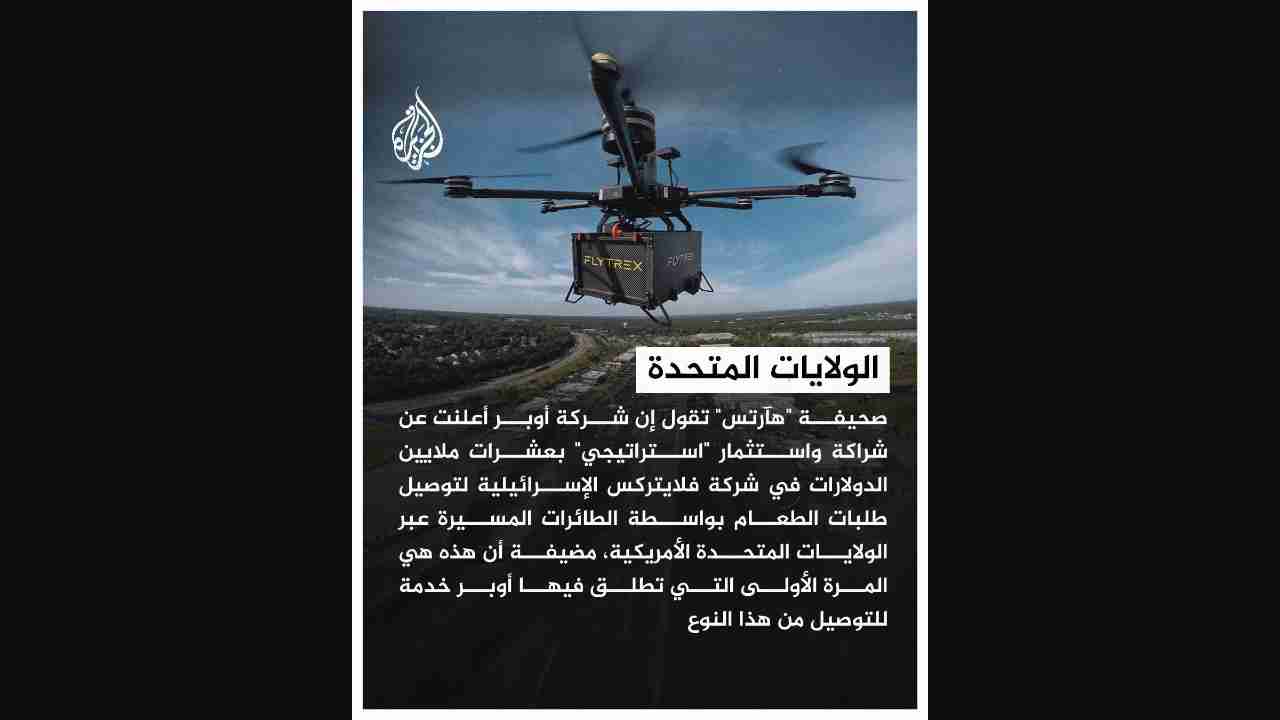 الجزيرة
FLYTREX
FLYTREX
الولايات المتحدة
صحيفة "هآرتس" تقول إن شركة أوبر أعلنت عن
شراكة واستثمار "استراتيجي" بعشرات ملايين
الدولارات في شركة فلايتركس الإسرائيلية لتوصيل
طلبات الطعام بواسطة الطائرات المسيرة عبر
الولايات المتحدة الأمريكية، مضيفة أن هذه هي
المرة الأولى التي تطلق فيها أوبر خدمة
للتوصيل من هذا النوع